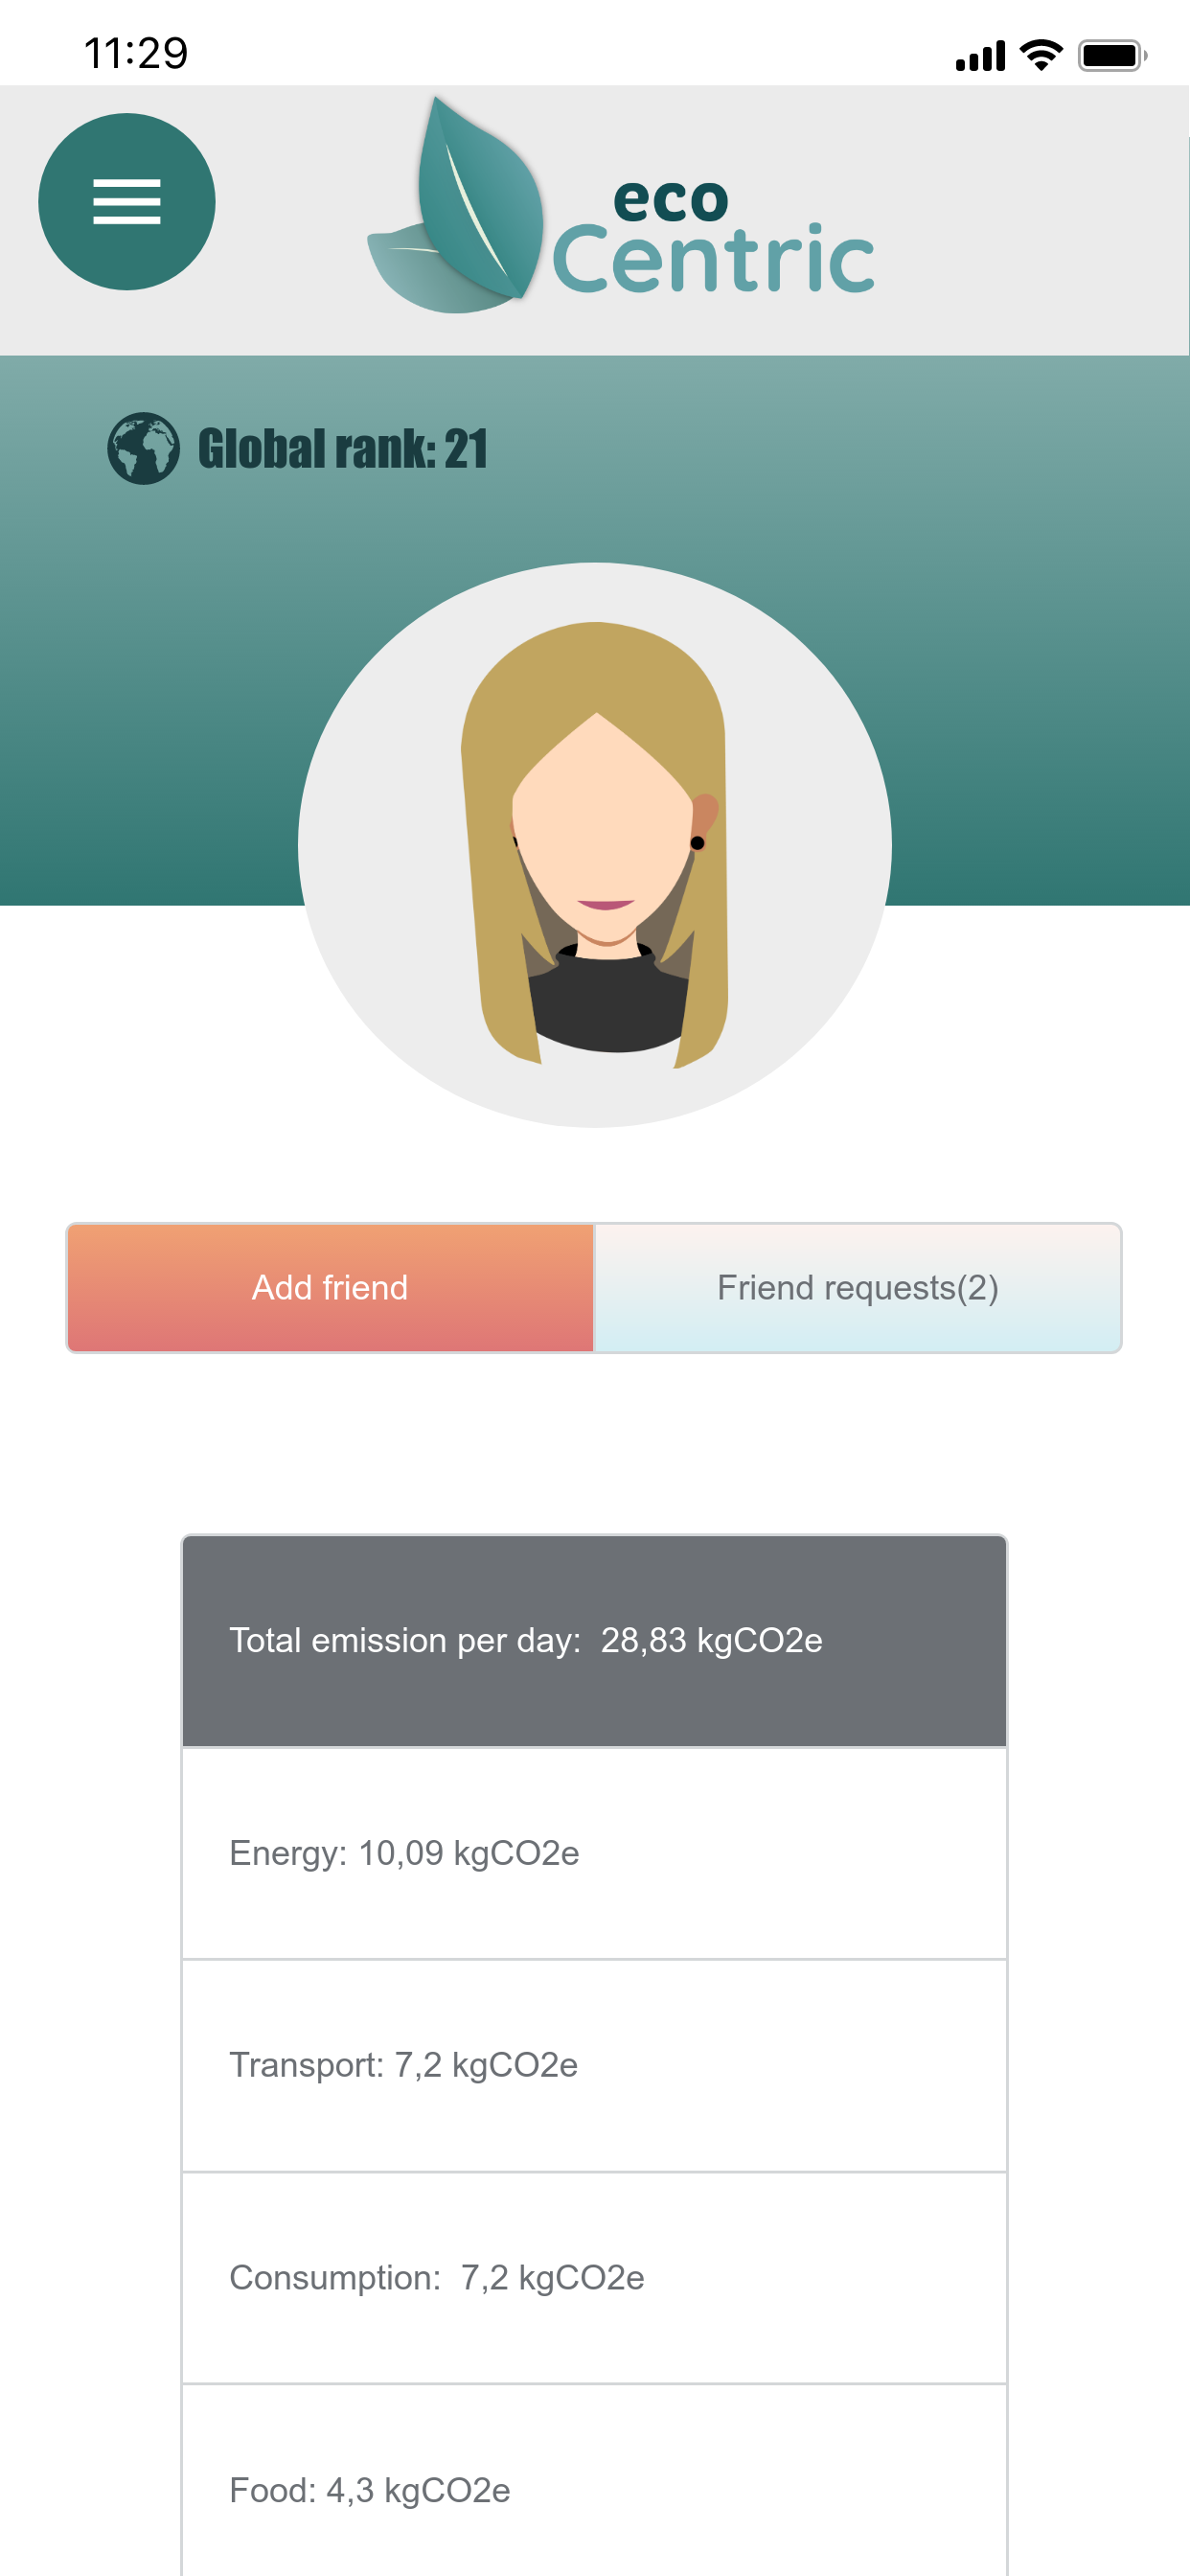 11:29
eco
Centric
Global rank: 21
Add friend
Friend requests(2)
Total emission per day:  28,83 kgCO2e
Energy: 10,09 kgCO2e
Transport: 7,2 kgCO2e
Consumption:  7,2 kgCO2e
Food: 4,3 kgCO2e